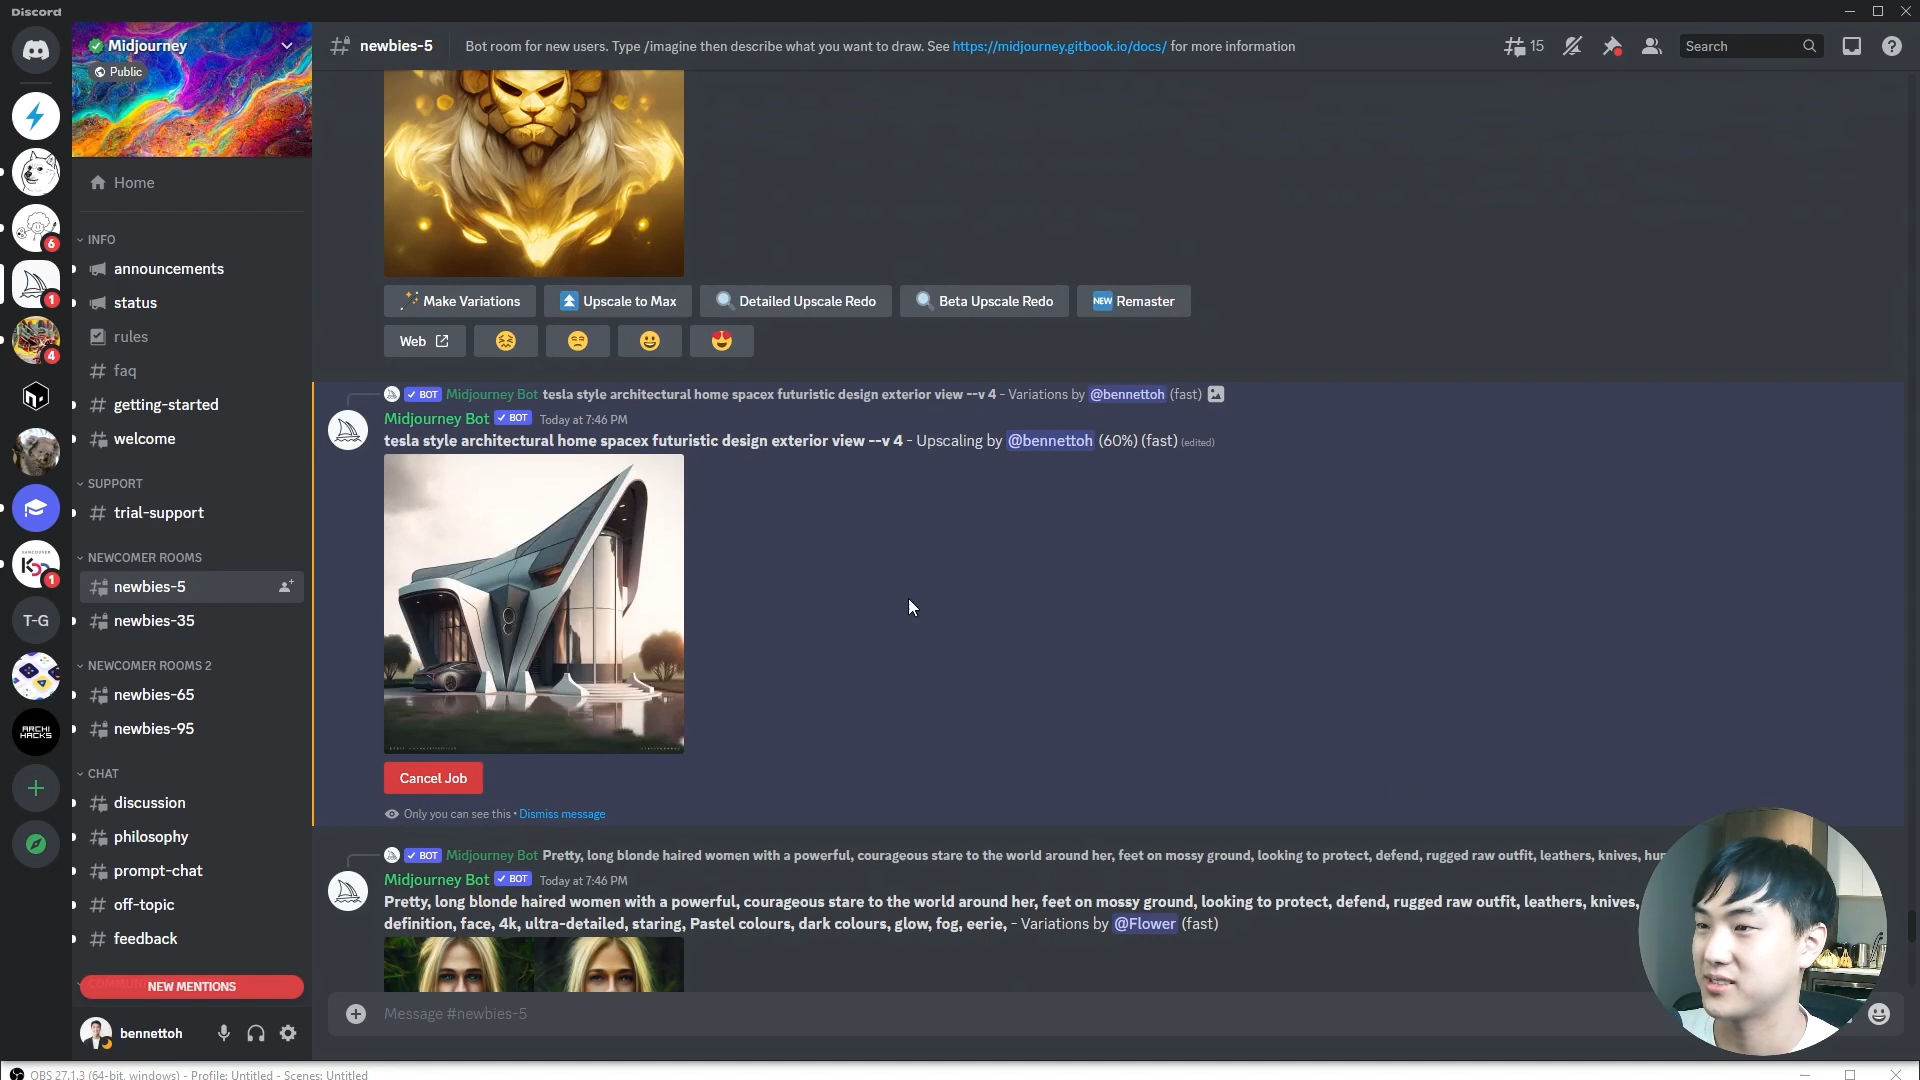 Discord
Midjourney
Public
Home
INFO
announcements
status
rules
faq
getting-started
welcome
SUPPORT
trial-support
NEWCOMER ROOMS
newbies-5
newbies-35
NEWCOMER ROOMS 2
newbies-65
newbies-95
CHAT
discussion
philosophy
prompt-chat
off-topic
feedback
NEW MENTIONS
bennettoh
6
1
4
VANCOUVER
1
T-G
ARCHI
HACKS
newbies-5
Bot room for new users. Type /imagine then describe what you want to draw. See https://midjourney.gitbook.io/docs/ for more information
15
Search
Make Variations
Upscale to Max
Detailed Upscale Redo
Beta Upscale Redo
NEW Remaster
Web
BOT Midjourney Bot tesla style architectural home spacex futuristic design exterior view --v 4 - Variations by @bennettoh (fast)
Midjourney Bot BOT Today at 7:46 PM
tesla style architectural home spacex futuristic design exterior view --v 4 - Upscaling by @bennettoh (60%) (fast) (edited)
Cancel Job
Only you can see this • Dismiss message
BOT Midjourney Bot Pretty, long blonde haired women with a powerful, courageous stare to the world around her, feet on mossy ground, looking to protect, defend, rugged raw outfit, leathers, knives,
Midjourney Bot BOT Today at 7:46 PM
Pretty, long blonde haired women with a powerful, courageous stare to the world around her, feet on mossy ground, looking to protect, defend, rugged raw outfit, leathers, knives,
definition, face, 4k, ultra-detailed, staring, Pastel colours, dark colours, glow, fog, eerie, - Variations by @Flower (fast)
Message #newbies-5
OBS 27.1.3 (64-bit, windows) - Profile: Untitled - Scenes: Untitled